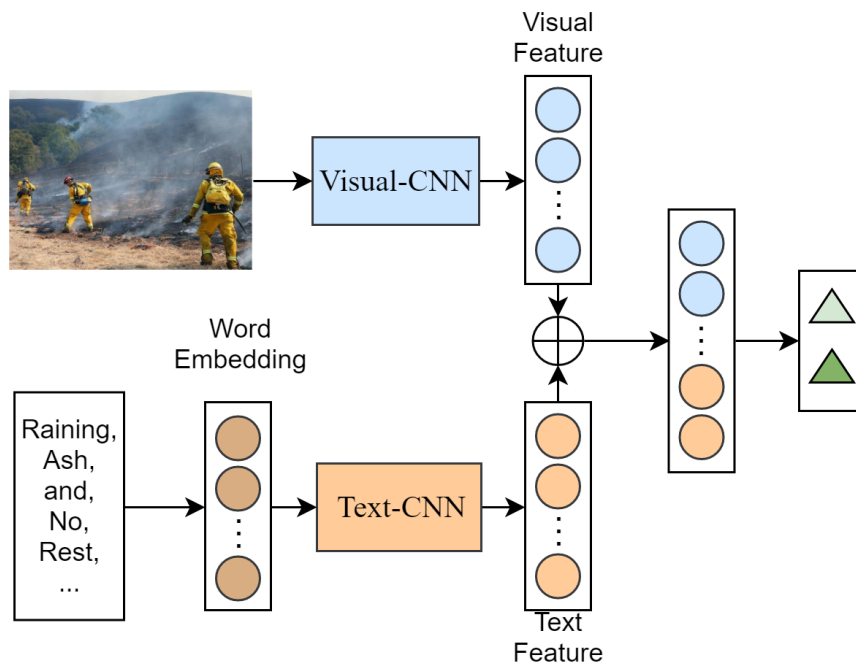 Visual
Feature
Visual-CNN
Word
Embedding
Raining,
Ash,
and,
No,
Rest,
...
Text-CNN
Text
Feature